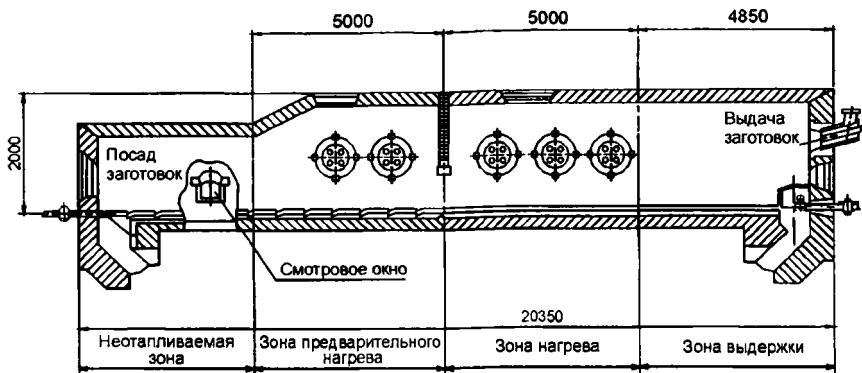 5000
5000
4850
2000
Посад
заготовок
Выдача
заготовок
Смотровое окно
20350
Неотапливаемая
зона
Зона предварительного
нагрева
Зона нагрева
Зона выдержки